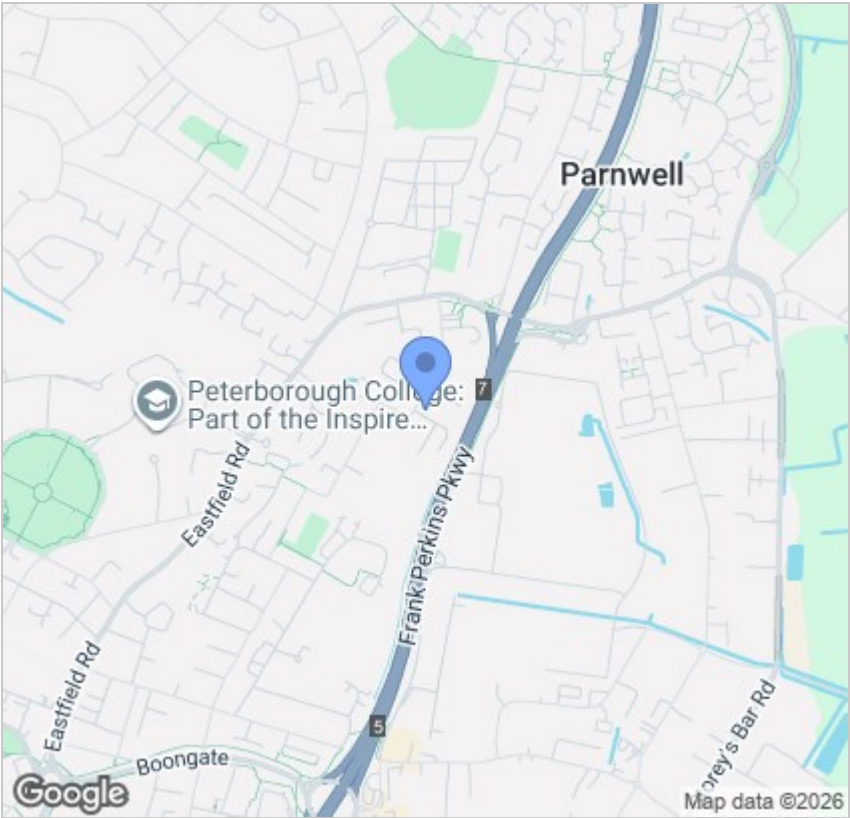 Parnwell
7
Peterborough College:
Part of the Inspire...
Eastfield Rd
Frank Perkins Pkwy
Eastfield Rd
5
Boongate
orey's Bar Rd
Google
Map data ©2026